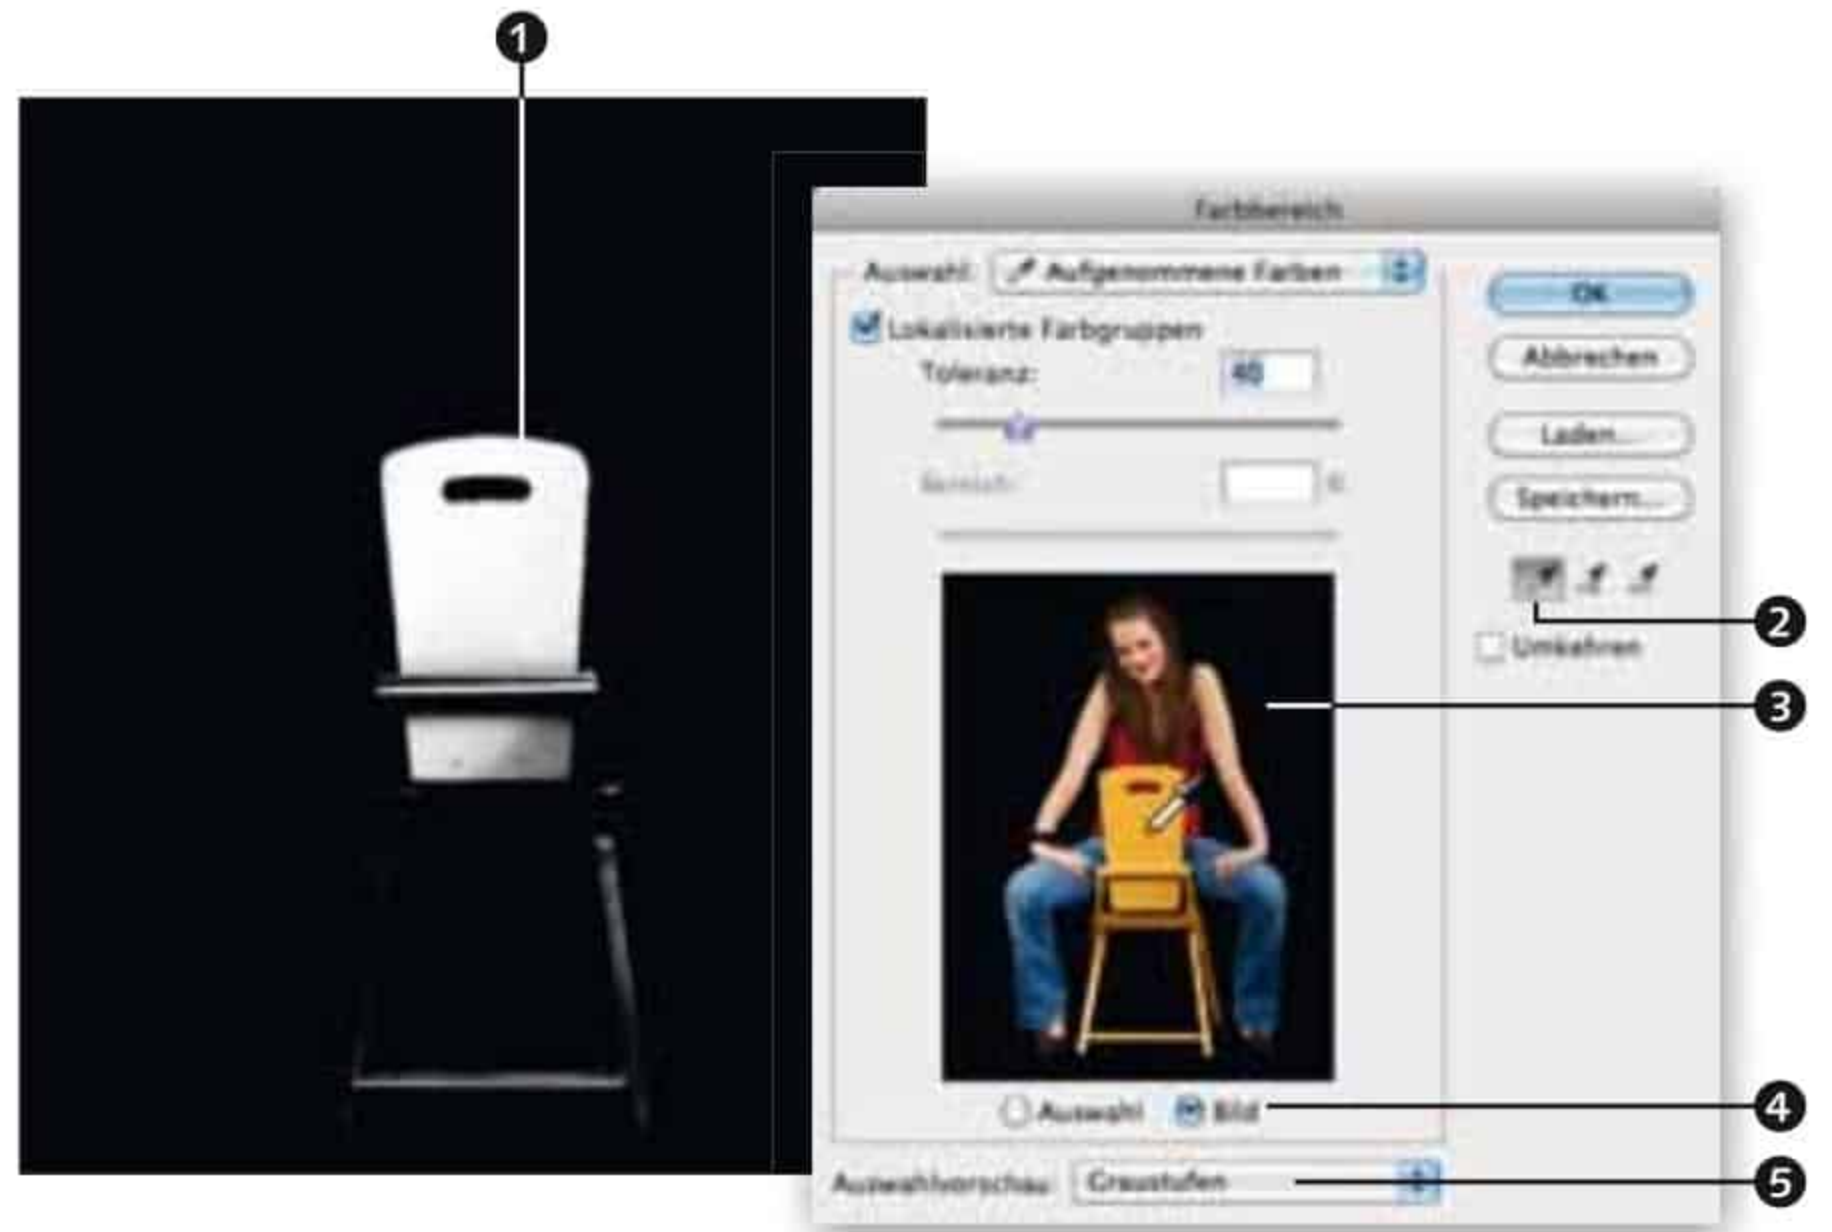 1
Farbbereich
Auswahl: Aufgenommene Farben
OK
Lokalisierte Farbgruppen
Abbrechen
Toleranz: 40
Laden...
Bereich: %
Speichern...
2
Umkehren
3
Auswahl Bild
4
Auswahlvorschau: Graustufen
5